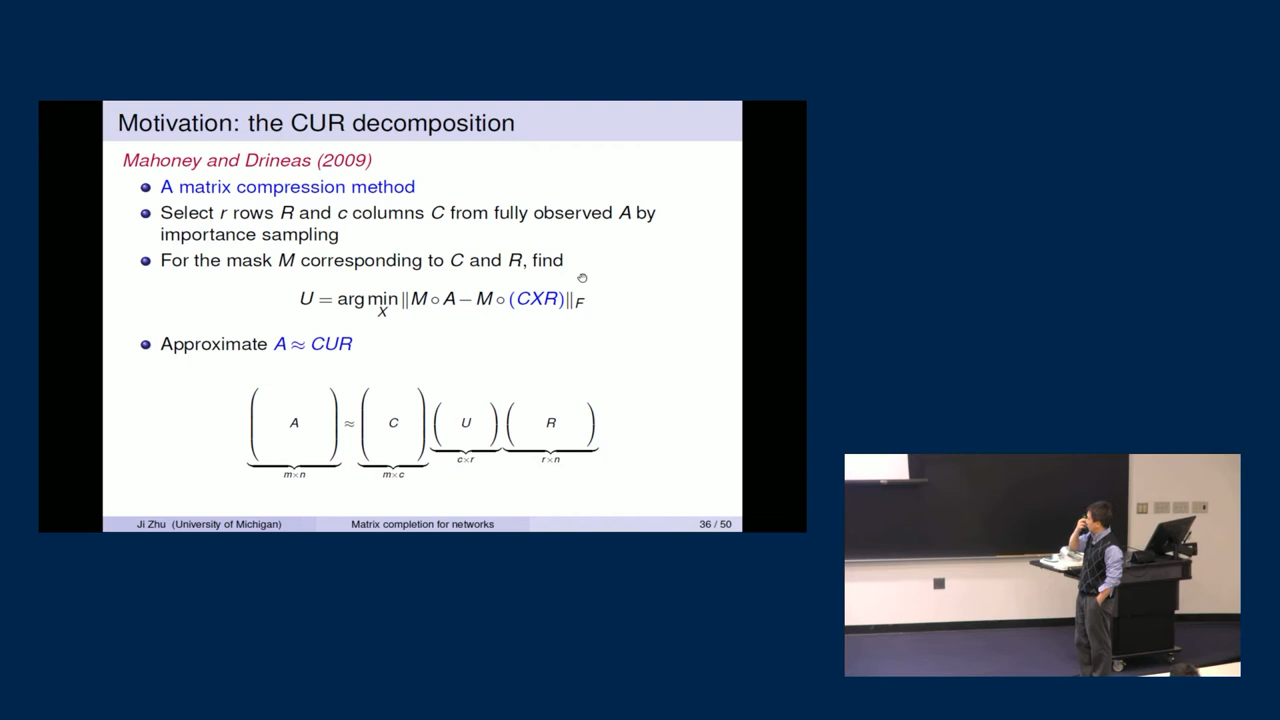 Motivation: the CUR decomposition
Mahoney and Drineas (2009)
A matrix compression method
Select r rows R and c columns C from fully observed A by
importance sampling
For the mask M corresponding to C and R, find
U = arg min ‖M ∘ A − M ∘ (CXR)‖F
X
Approximate A ≈ CUR
( A ) ≈ ( C ) ( U ) ( R )
m×n m×c c×r r×n
Ji Zhu (University of Michigan) Matrix completion for networks 36 / 50